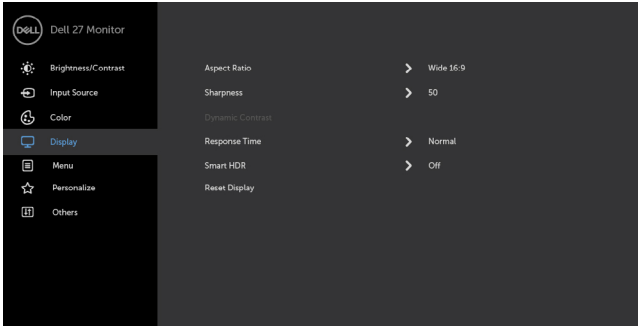 DELL Dell 27 Monitor
Brightness/Contrast Aspect Ratio Wide 16:9
Input Source Sharpness 50
Color Dynamic Contrast
Display Response Time Normal
Menu Smart HDR Off
Personalize Reset Display
Others